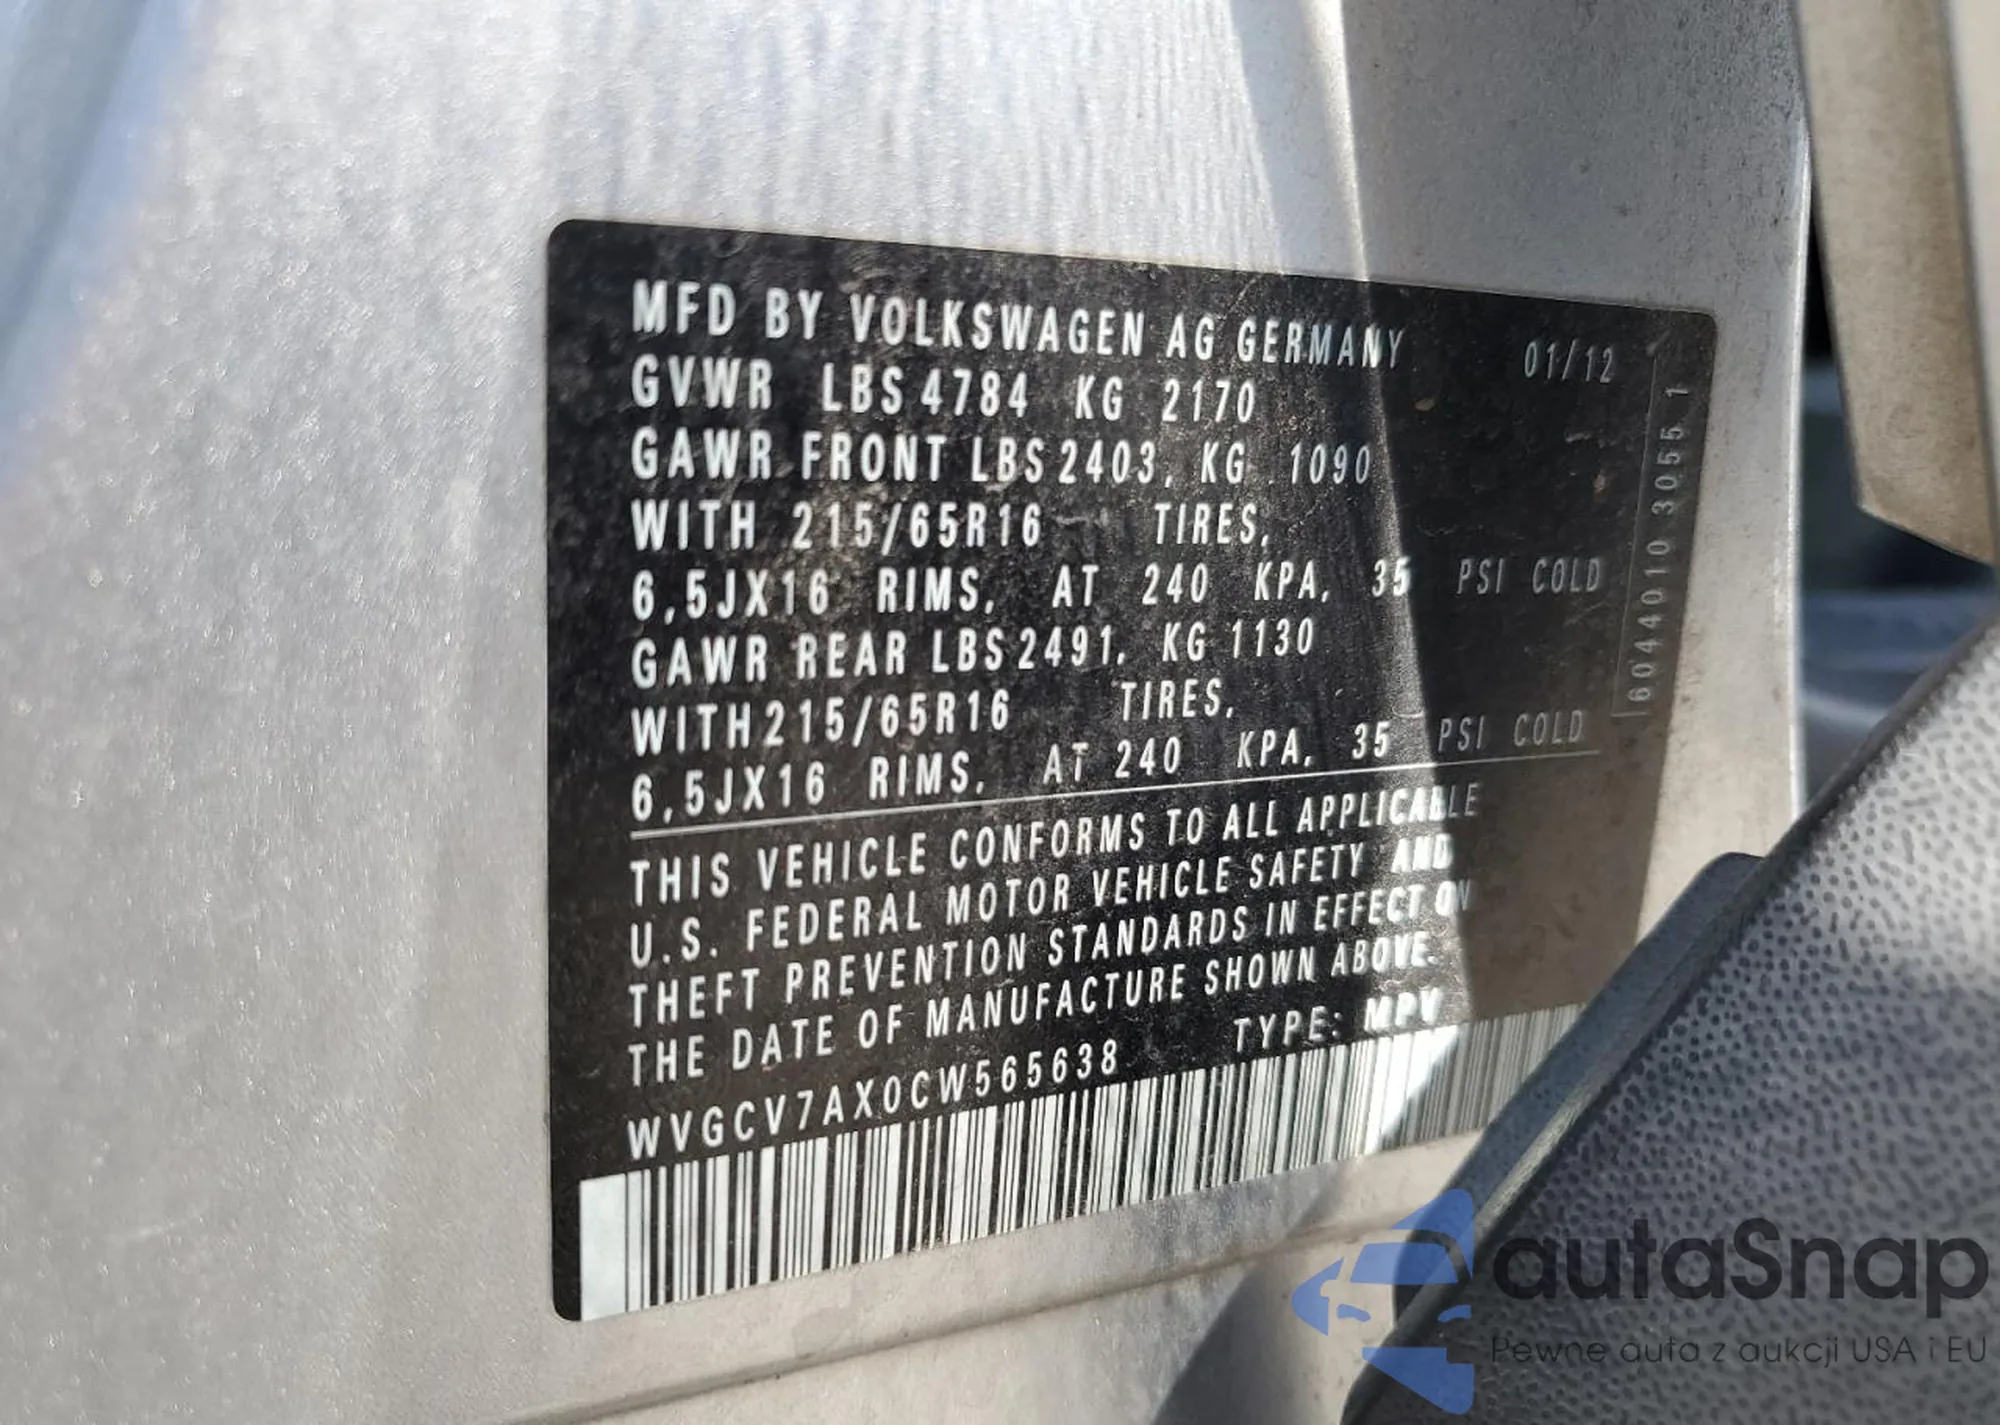 MFD BY VOLKSWAGEN AG GERMANY 01/12
GVWR LBS 4784 KG 2170
GAWR FRONT LBS 2403, KG 1090
WITH 215/65R16 TIRES,
6,5JX16 RIMS, AT 240 KPA, 35 PSI COLD
GAWR REAR LBS 2491, KG 1130
WITH 215/65R16 TIRES,
6,5JX16 RIMS, AT 240 KPA, 35 PSI COLD
THIS VEHICLE CONFORMS TO ALL APPLICABLE
U.S. FEDERAL MOTOR VEHICLE SAFETY AND
THEFT PREVENTION STANDARDS IN EFFECT ON
THE DATE OF MANUFACTURE SHOWN ABOVE.
WVGCV7AX0CW565638 TYPE: MPV
6044010 3055 1
autaSnap
Pewne auta z aukcji USA i EU